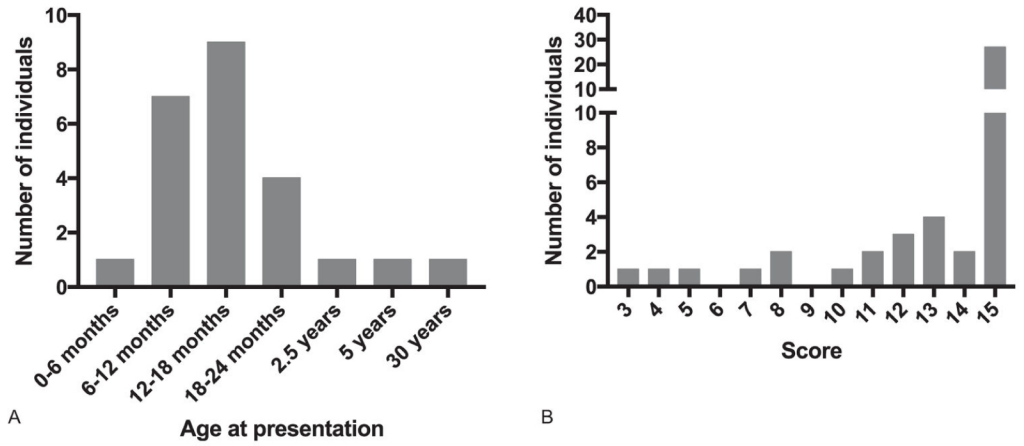 10
8
6
4
2
0
Number of individuals
0-6 months
6-12 months
12-18 months
18-24 months
2.5 years
5 years
30 years
Age at presentation
A
40
30
20
10
10
8
6
4
2
0
Number of individuals
3
4
5
6
7
8
9
10
11
12
13
14
15
Score
B